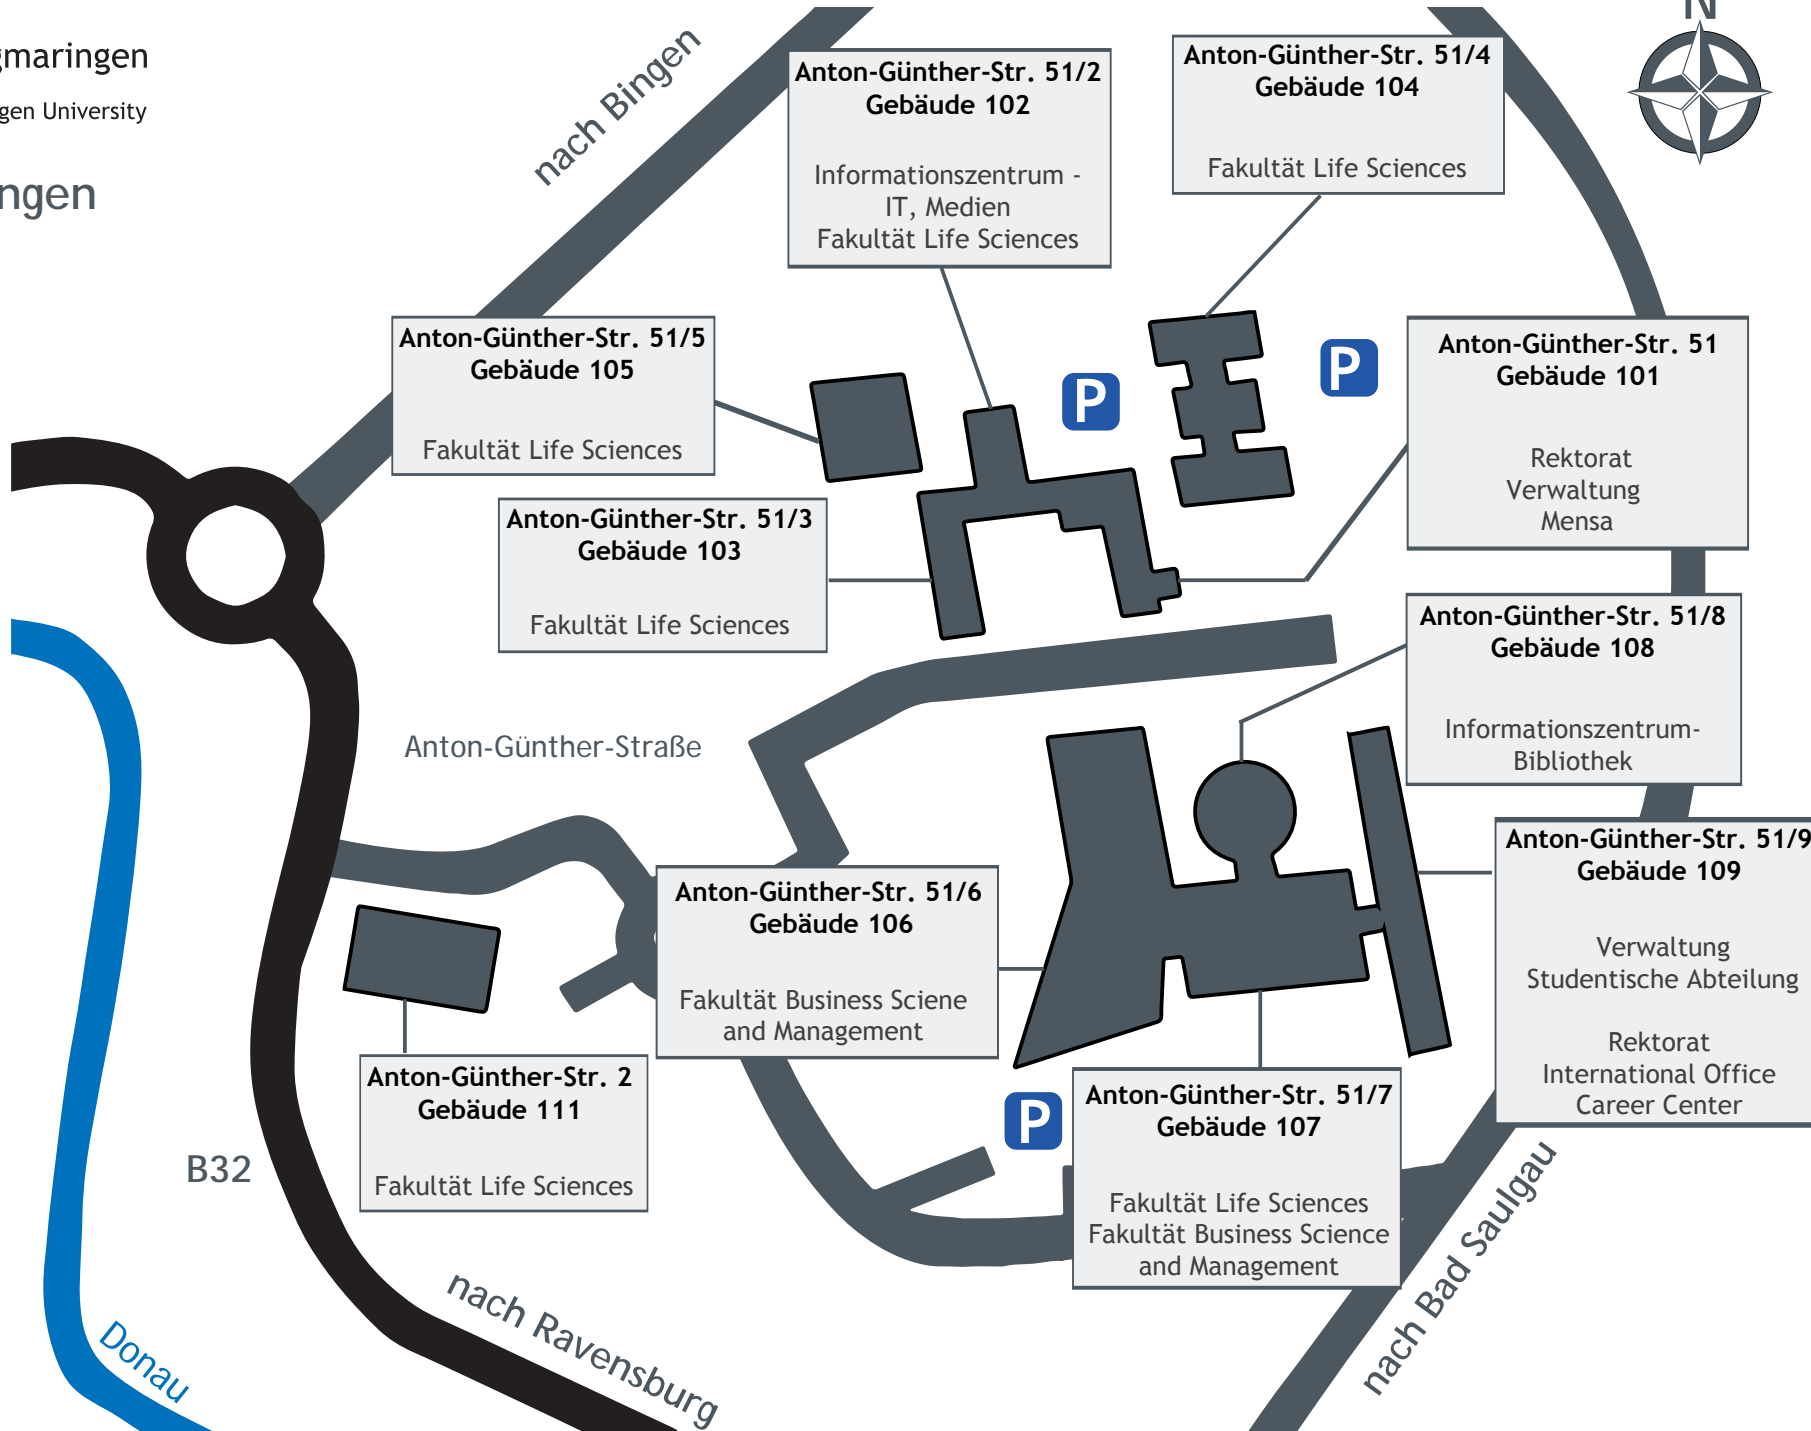 gmaringen
gen University
ngen
N
nach Bingen
Anton-Günther-Str. 51/2
Gebäude 102
Informationszentrum -
IT, Medien
Fakultät Life Sciences
Anton-Günther-Str. 51/4
Gebäude 104
Fakultät Life Sciences
Anton-Günther-Str. 51/5
Gebäude 105
Fakultät Life Sciences
P
P
Anton-Günther-Str. 51
Gebäude 101
Rektorat
Verwaltung
Mensa
Anton-Günther-Str. 51/3
Gebäude 103
Fakultät Life Sciences
Anton-Günther-Str. 51/8
Gebäude 108
Informationszentrum-
Bibliothek
Anton-Günther-Straße
Anton-Günther-Str. 51/6
Gebäude 106
Fakultät Business Sciene
and Management
Anton-Günther-Str. 51/9
Gebäude 109
Verwaltung
Studentische Abteilung
Rektorat
International Office
Career Center
Anton-Günther-Str. 2
Gebäude 111
Fakultät Life Sciences
P
Anton-Günther-Str. 51/7
Gebäude 107
Fakultät Life Sciences
Fakultät Business Science
and Management
B32
nach Bad Saulgau
nach Ravensburg
Donau